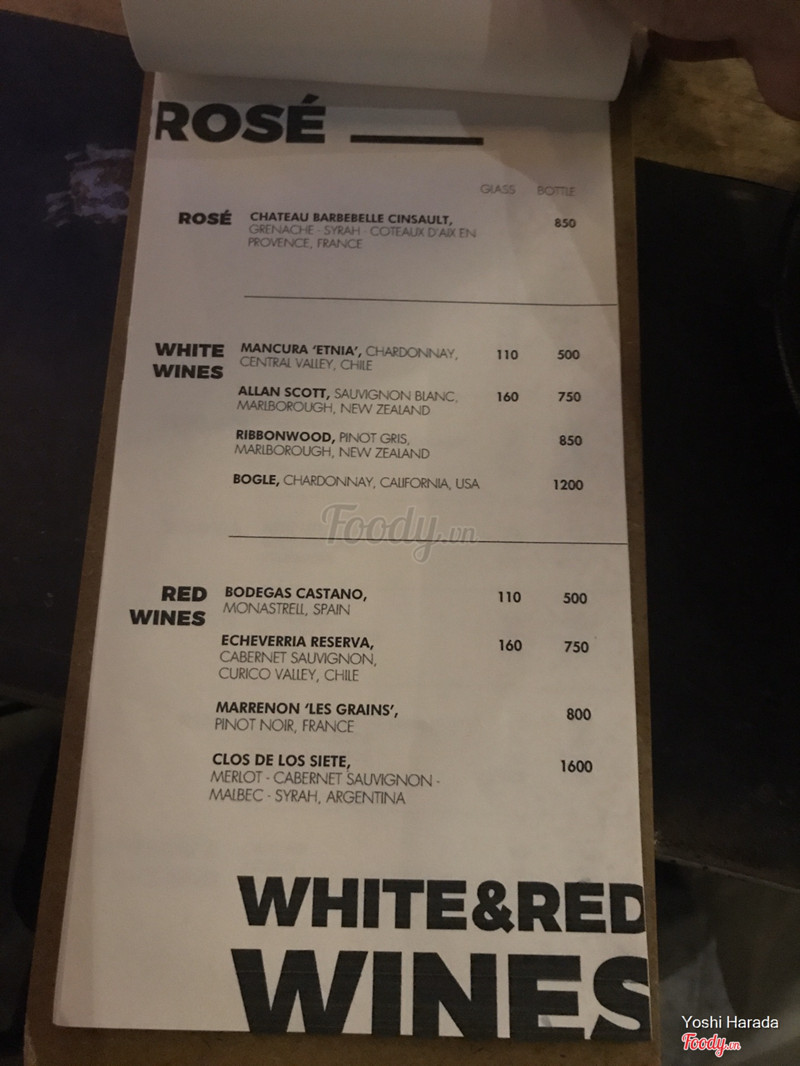 ROSÉ
GLASS BOTTLE
ROSÉ CHATEAU BARBEBELLE CINSAULT, 850
GRENACHE - SYRAH - COTEAUX D'AIX EN
PROVENCE, FRANCE
WHITE WINES
MANCURA 'ETNIA', CHARDONNAY, 110 500
CENTRAL VALLEY, CHILE
ALLAN SCOTT, SAUVIGNON BLANC, 160 750
MARLBOROUGH, NEW ZEALAND
RIBBONWOOD, PINOT GRIS, 850
MARLBOROUGH, NEW ZEALAND
BOGLE, CHARDONNAY, CALIFORNIA, USA 1200
Foody.vn
RED WINES
BODEGAS CASTANO, 110 500
MONASTRELL, SPAIN
ECHEVERRIA RESERVA, 160 750
CABERNET SAUVIGNON,
CURICO VALLEY, CHILE
MARRENON 'LES GRAINS', 800
PINOT NOIR, FRANCE
CLOS DE LOS SIETE, 1600
MERLOT - CABERNET SAUVIGNON -
MALBEC - SYRAH, ARGENTINA
WHITE&RED
WINES
Yoshi Harada
Foody.vn